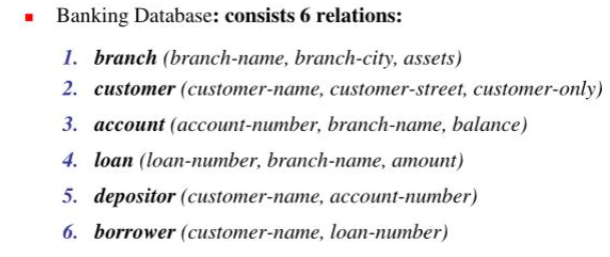 Banking Database: consists 6 relations:
1. branch (branch-name, branch-city, assets)
2. customer (customer-name, customer-street, customer-only)
3. account (account-number, branch-name, balance)
4. loan (loan-number, branch-name, amount)
5. depositor (customer-name, account-number)
6. borrower (customer-name, loan-number)